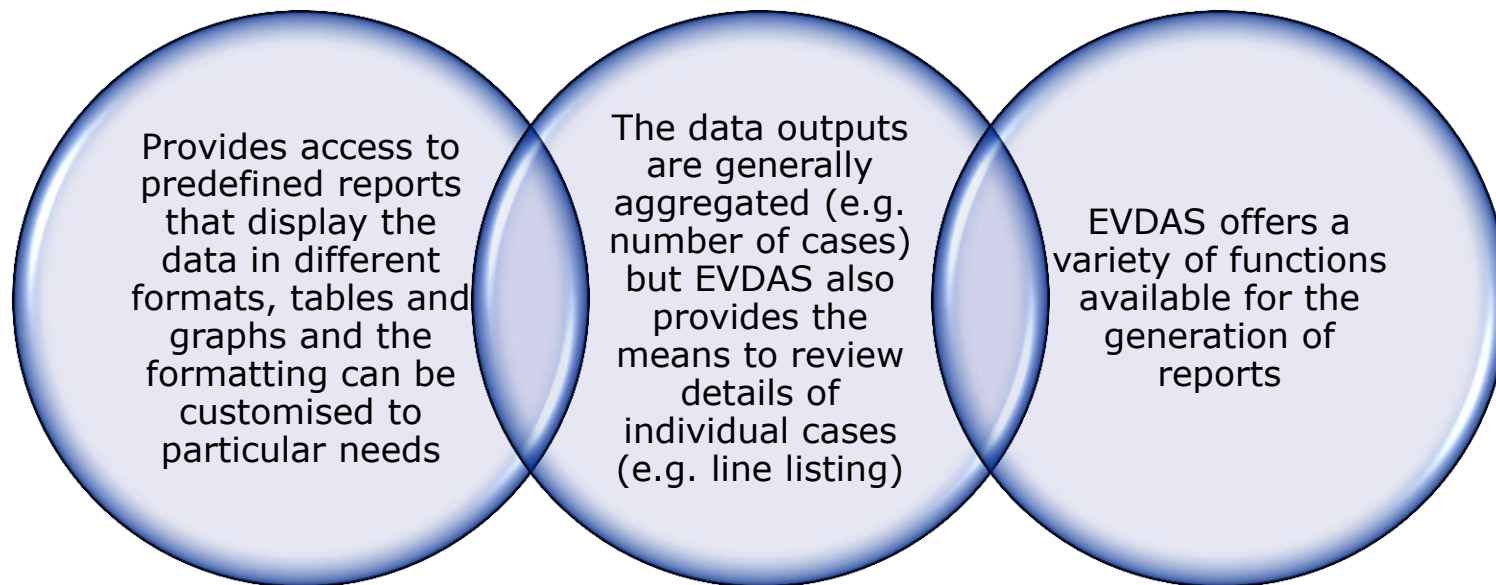 Provides access to
predefined reports
that display the
data in different
formats, tables and
graphs and the
formatting can be
customised to
particular needs
The data outputs
are generally
aggregated (e.g.
number of cases)
but EVDAS also
provides the
means to review
details of
individual cases
(e.g. line listing)
EVDAS offers a
variety of functions
available for the
generation of
reports